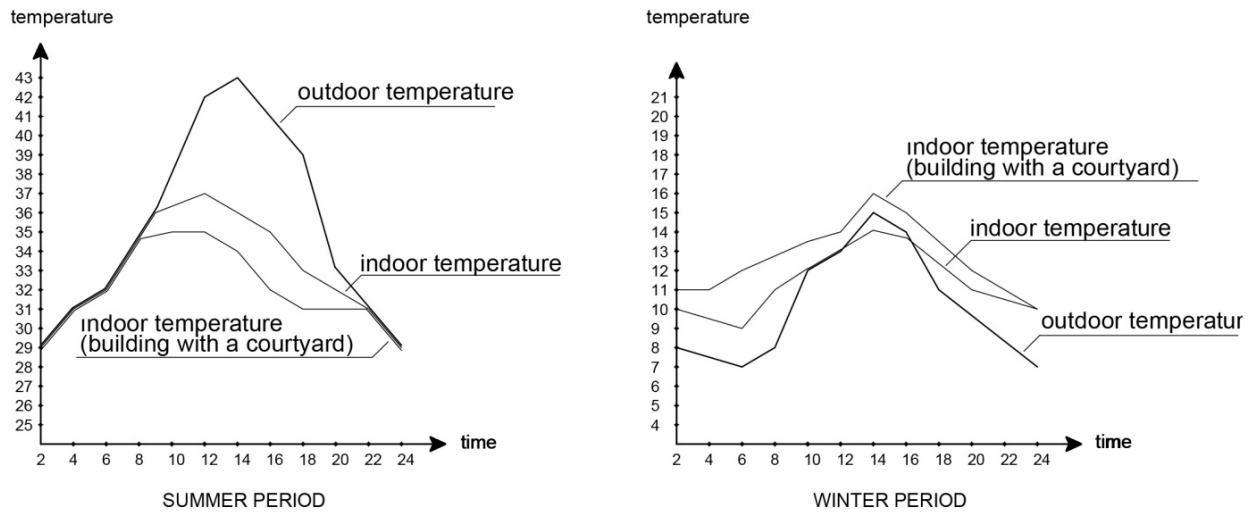 temperature
43
42
41
40
39
38
37
36
35
34
33
32
31
30
29
28
27
26
25
outdoor temperature
indoor temperature
ındoor temperature
(building with a courtyard)
time
2 4 6 8 10 12 14 16 18 20 22 24
SUMMER PERIOD
temperature
21
20
19
18
17
16
15
14
13
12
11
10
9
8
7
6
5
4
ındoor temperature
(building with a courtyard)
indoor temperature
outdoor temperatur
time
2 4 6 8 10 12 14 16 18 20 22 24
WINTER PERIOD